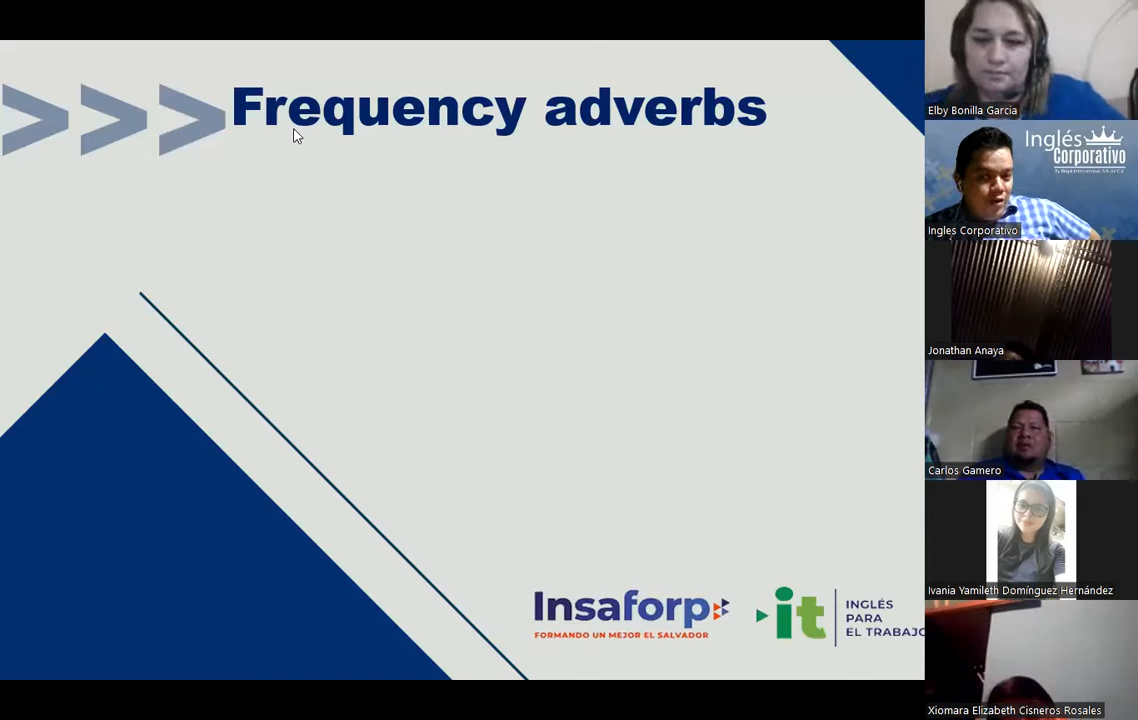 >>> Frequency adverbs
Insaforp
FORMANDO UN MEJOR EL SALVADOR
it
INGLÉS
PARA
EL TRABAJO
Elby Bonilla Garcia
Inglés
Corporativo
Ingles Corporativo
Jonathan Anaya
Carlos Gamero
Ivania Yamileth Domínguez Hernández
Xiomara Elizabeth Cisneros Rosales